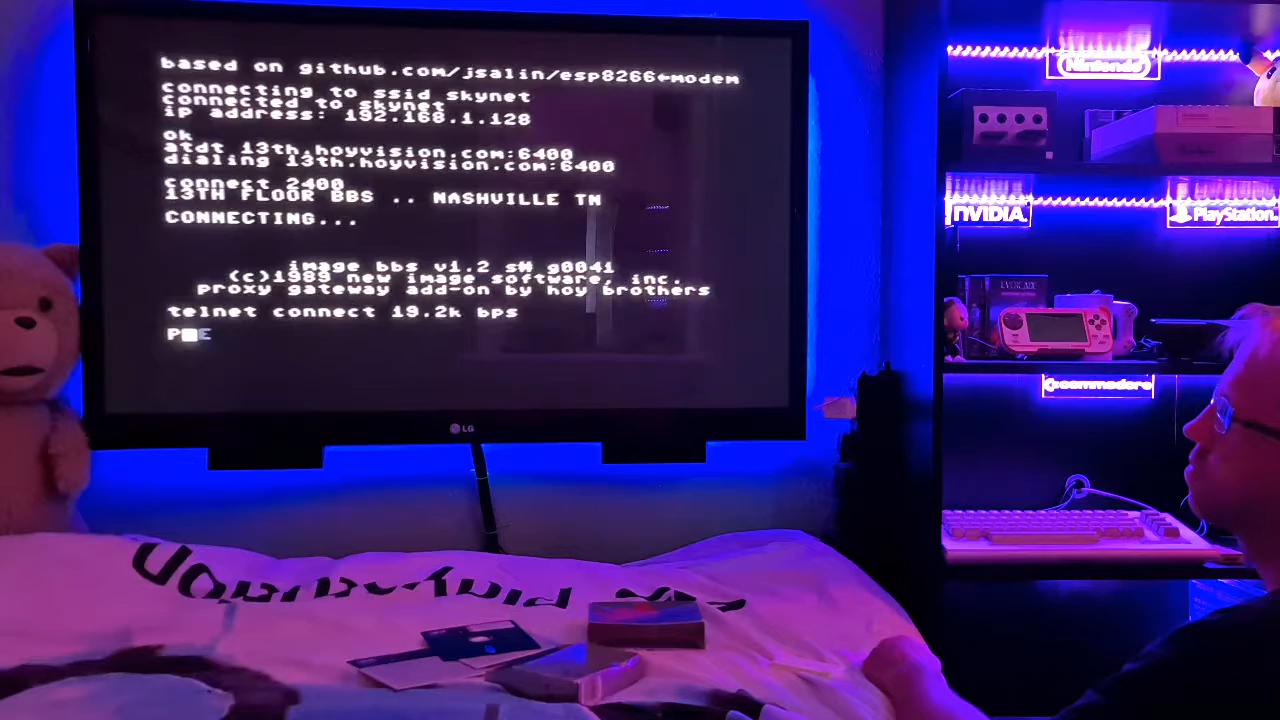 based on github.com/jsalin/esp8266←modem
connecting to ssid skynet
connected to skynet
ip address: 192.168.1.128
ok
atdt 13th.hoyvision.com:6400
dialing 13th.hoyvision.com:6400
connect 2400
13TH FLOOR BBS .. NASHVILLE TN
CONNECTING...
image bbs v1.2 s# g0041
(c)1989 new image software, inc.
proxy gateway add-on by hoy brothers
telnet connect 19.2k bps
LG
Nintendo
NVIDIA.
PlayStation.
commodore